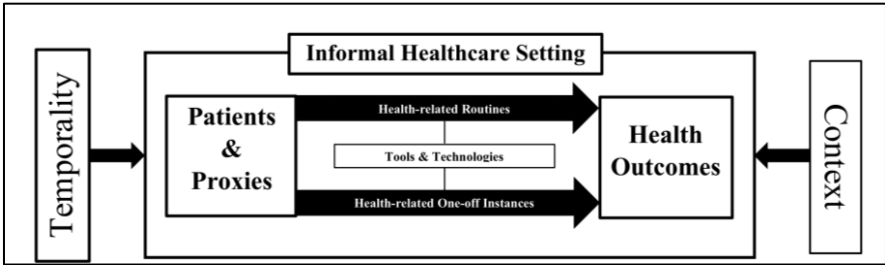 Informal Healthcare Setting
Temporality
Patients
&
Proxies
Health-related Routines
Tools & Technologies
Health-related One-off Instances
Health
Outcomes
Context